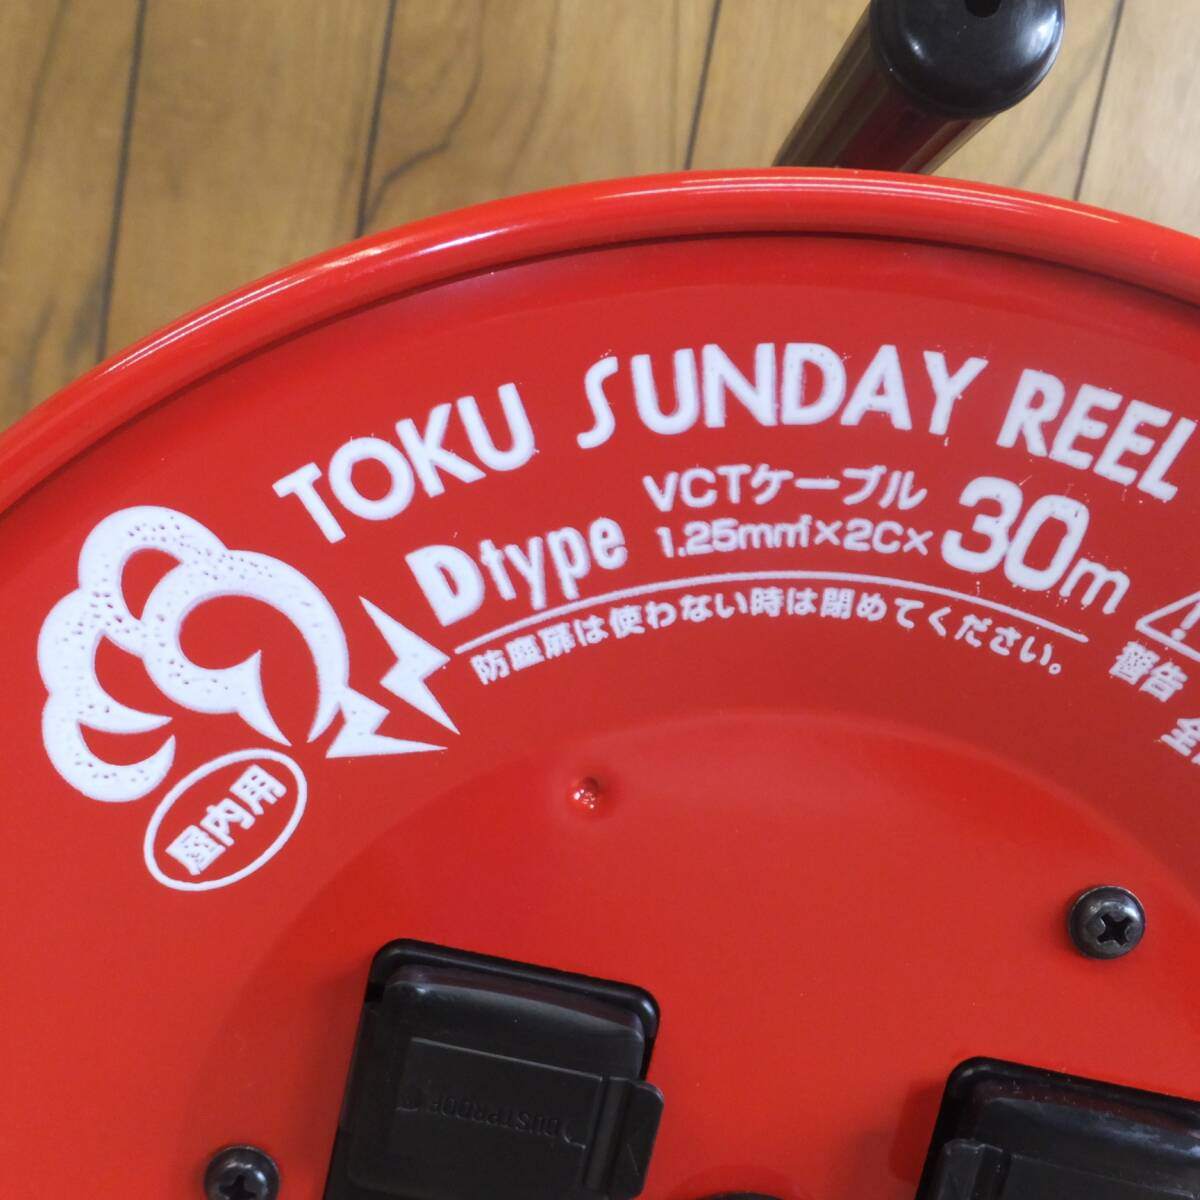 TOKU SUNDAY REEL
Dtype
VCTケーブル
1.25m㎡×2C×30m
防塵扉は使わない時は閉めてください。
警告
屋内用
DUSTPROOF